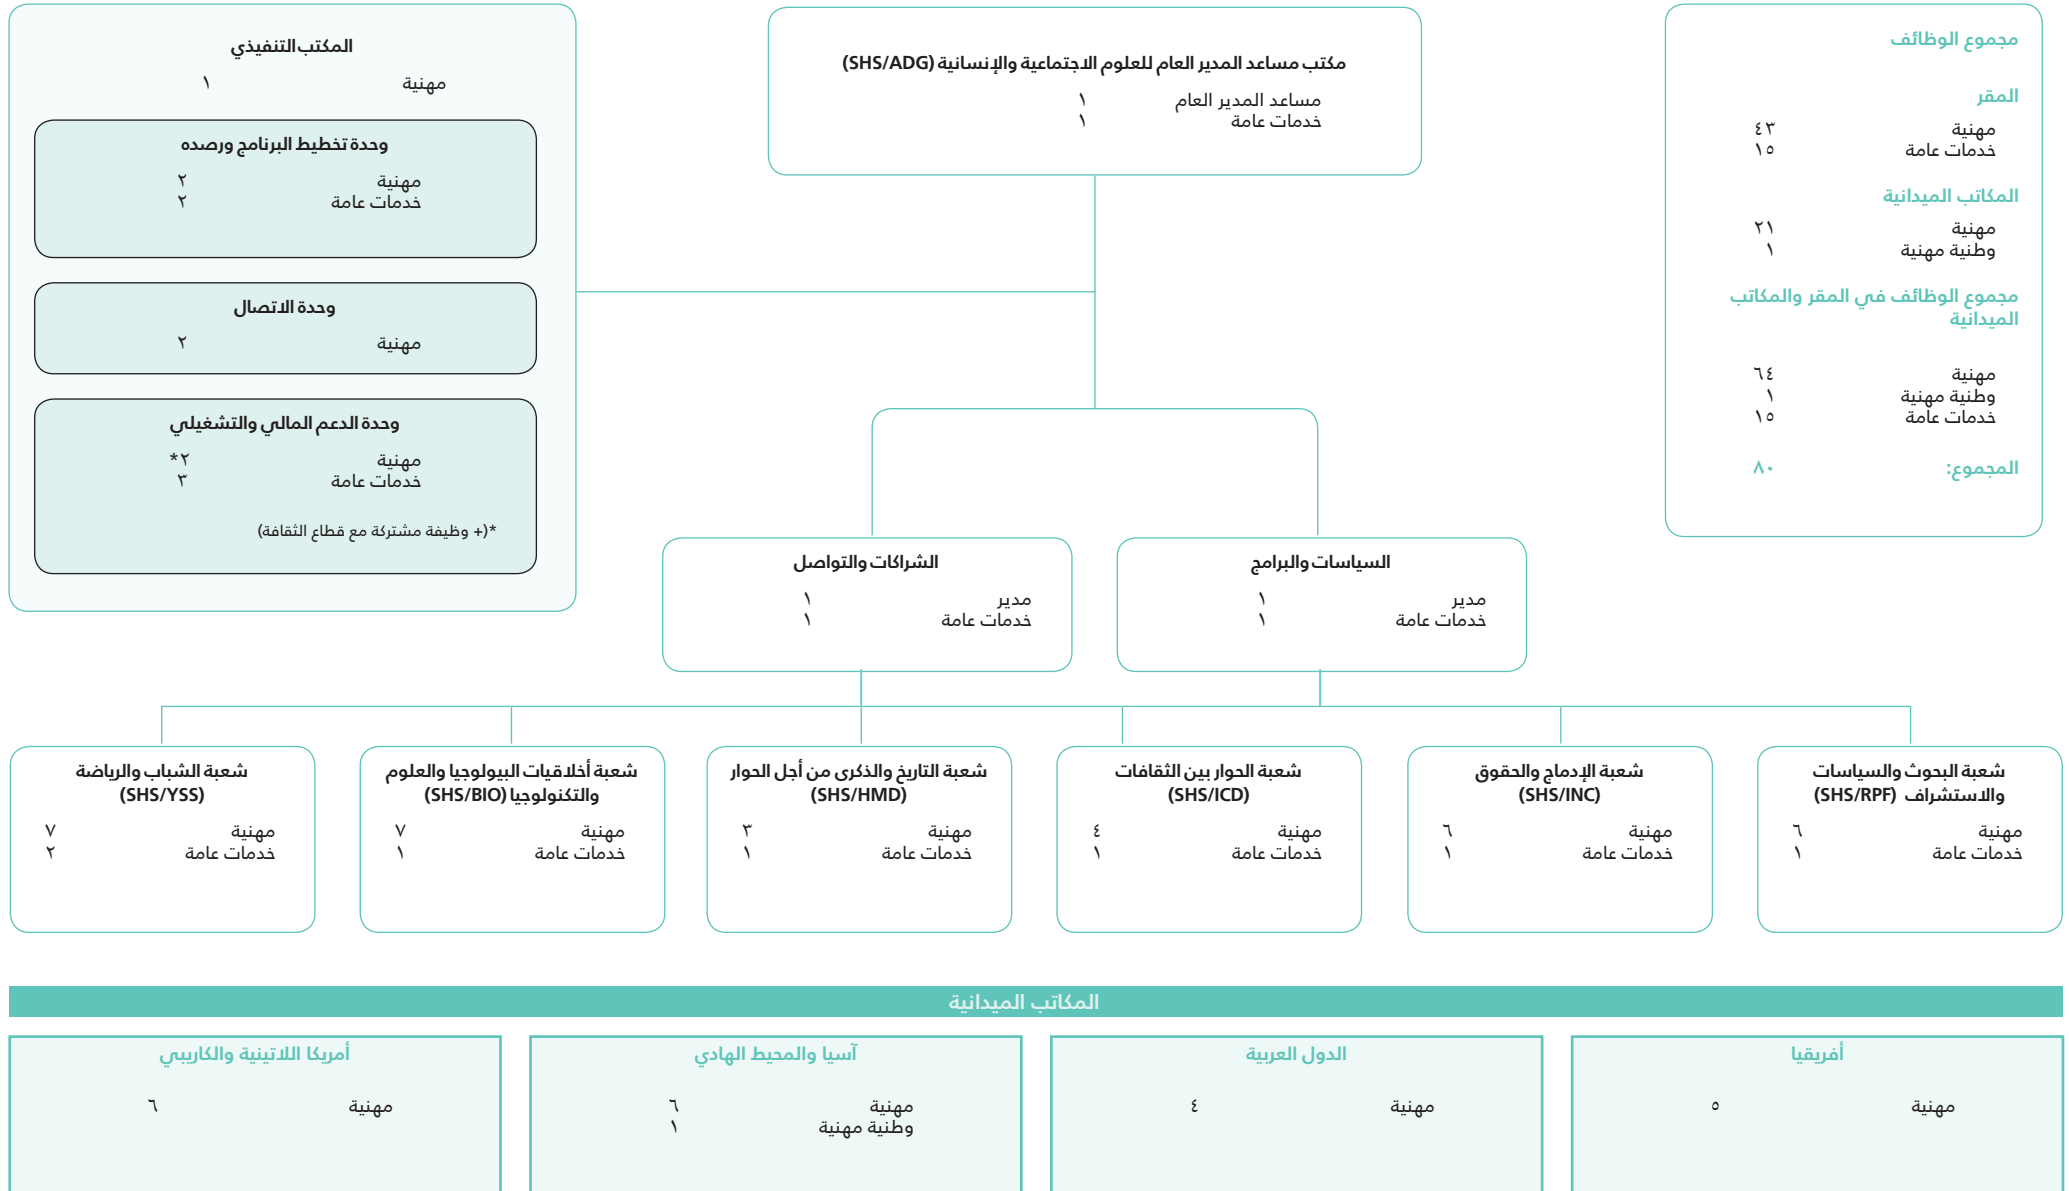 مجموع الوظائف
المقر
مهنية ٤٣
خدمات عامة ١٥
المكاتب الميدانية
مهنية ٢١
وطنية مهنية ١
مجموع الوظائف في المقر والمكاتب
الميدانية
مهنية ٦٤
وطنية مهنية ١
خدمات عامة ١٥
المجموع: ٨٠
مكتب مساعد المدير العام للعلوم الاجتماعية والإنسانية (SHS/ADG)
مساعد المدير العام ١
خدمات عامة ١
المكتب التنفيذي
مهنية ١
وحدة تخطيط البرنامج ورصده
مهنية ٢
خدمات عامة ٢
وحدة الاتصال
مهنية ٢
وحدة الدعم المالي والتشغيلي
مهنية ٢*
خدمات عامة ٣
*(+ وظيفة مشتركة مع قطاع الثقافة)
السياسات والبرامج
مدير ١
خدمات عامة ١
الشراكات والتواصل
مدير ١
خدمات عامة ١
شعبة البحوث والسياسات
والاستشراف (SHS/RPF)
مهنية ٦
خدمات عامة ١
شعبة الإدماج والحقوق
(SHS/INC)
مهنية ٦
خدمات عامة ١
شعبة الحوار بين الثقافات
(SHS/ICD)
مهنية ٤
خدمات عامة ١
شعبة التاريخ والذكرى من أجل الحوار
(SHS/HMD)
مهنية ٣
خدمات عامة ١
شعبة أخلاقيات البيولوجيا والعلوم
والتكنولوجيا (SHS/BIO)
مهنية ٧
خدمات عامة ١
شعبة الشباب والرياضة
(SHS/YSS)
مهنية ٧
خدمات عامة ٢
المكاتب الميدانية
أفريقيا
مهنية ٥
الدول العربية
مهنية ٤
آسيا والمحيط الهادي
مهنية ٦
وطنية مهنية ١
أمريكا اللاتينية والكاريبي
مهنية ٦